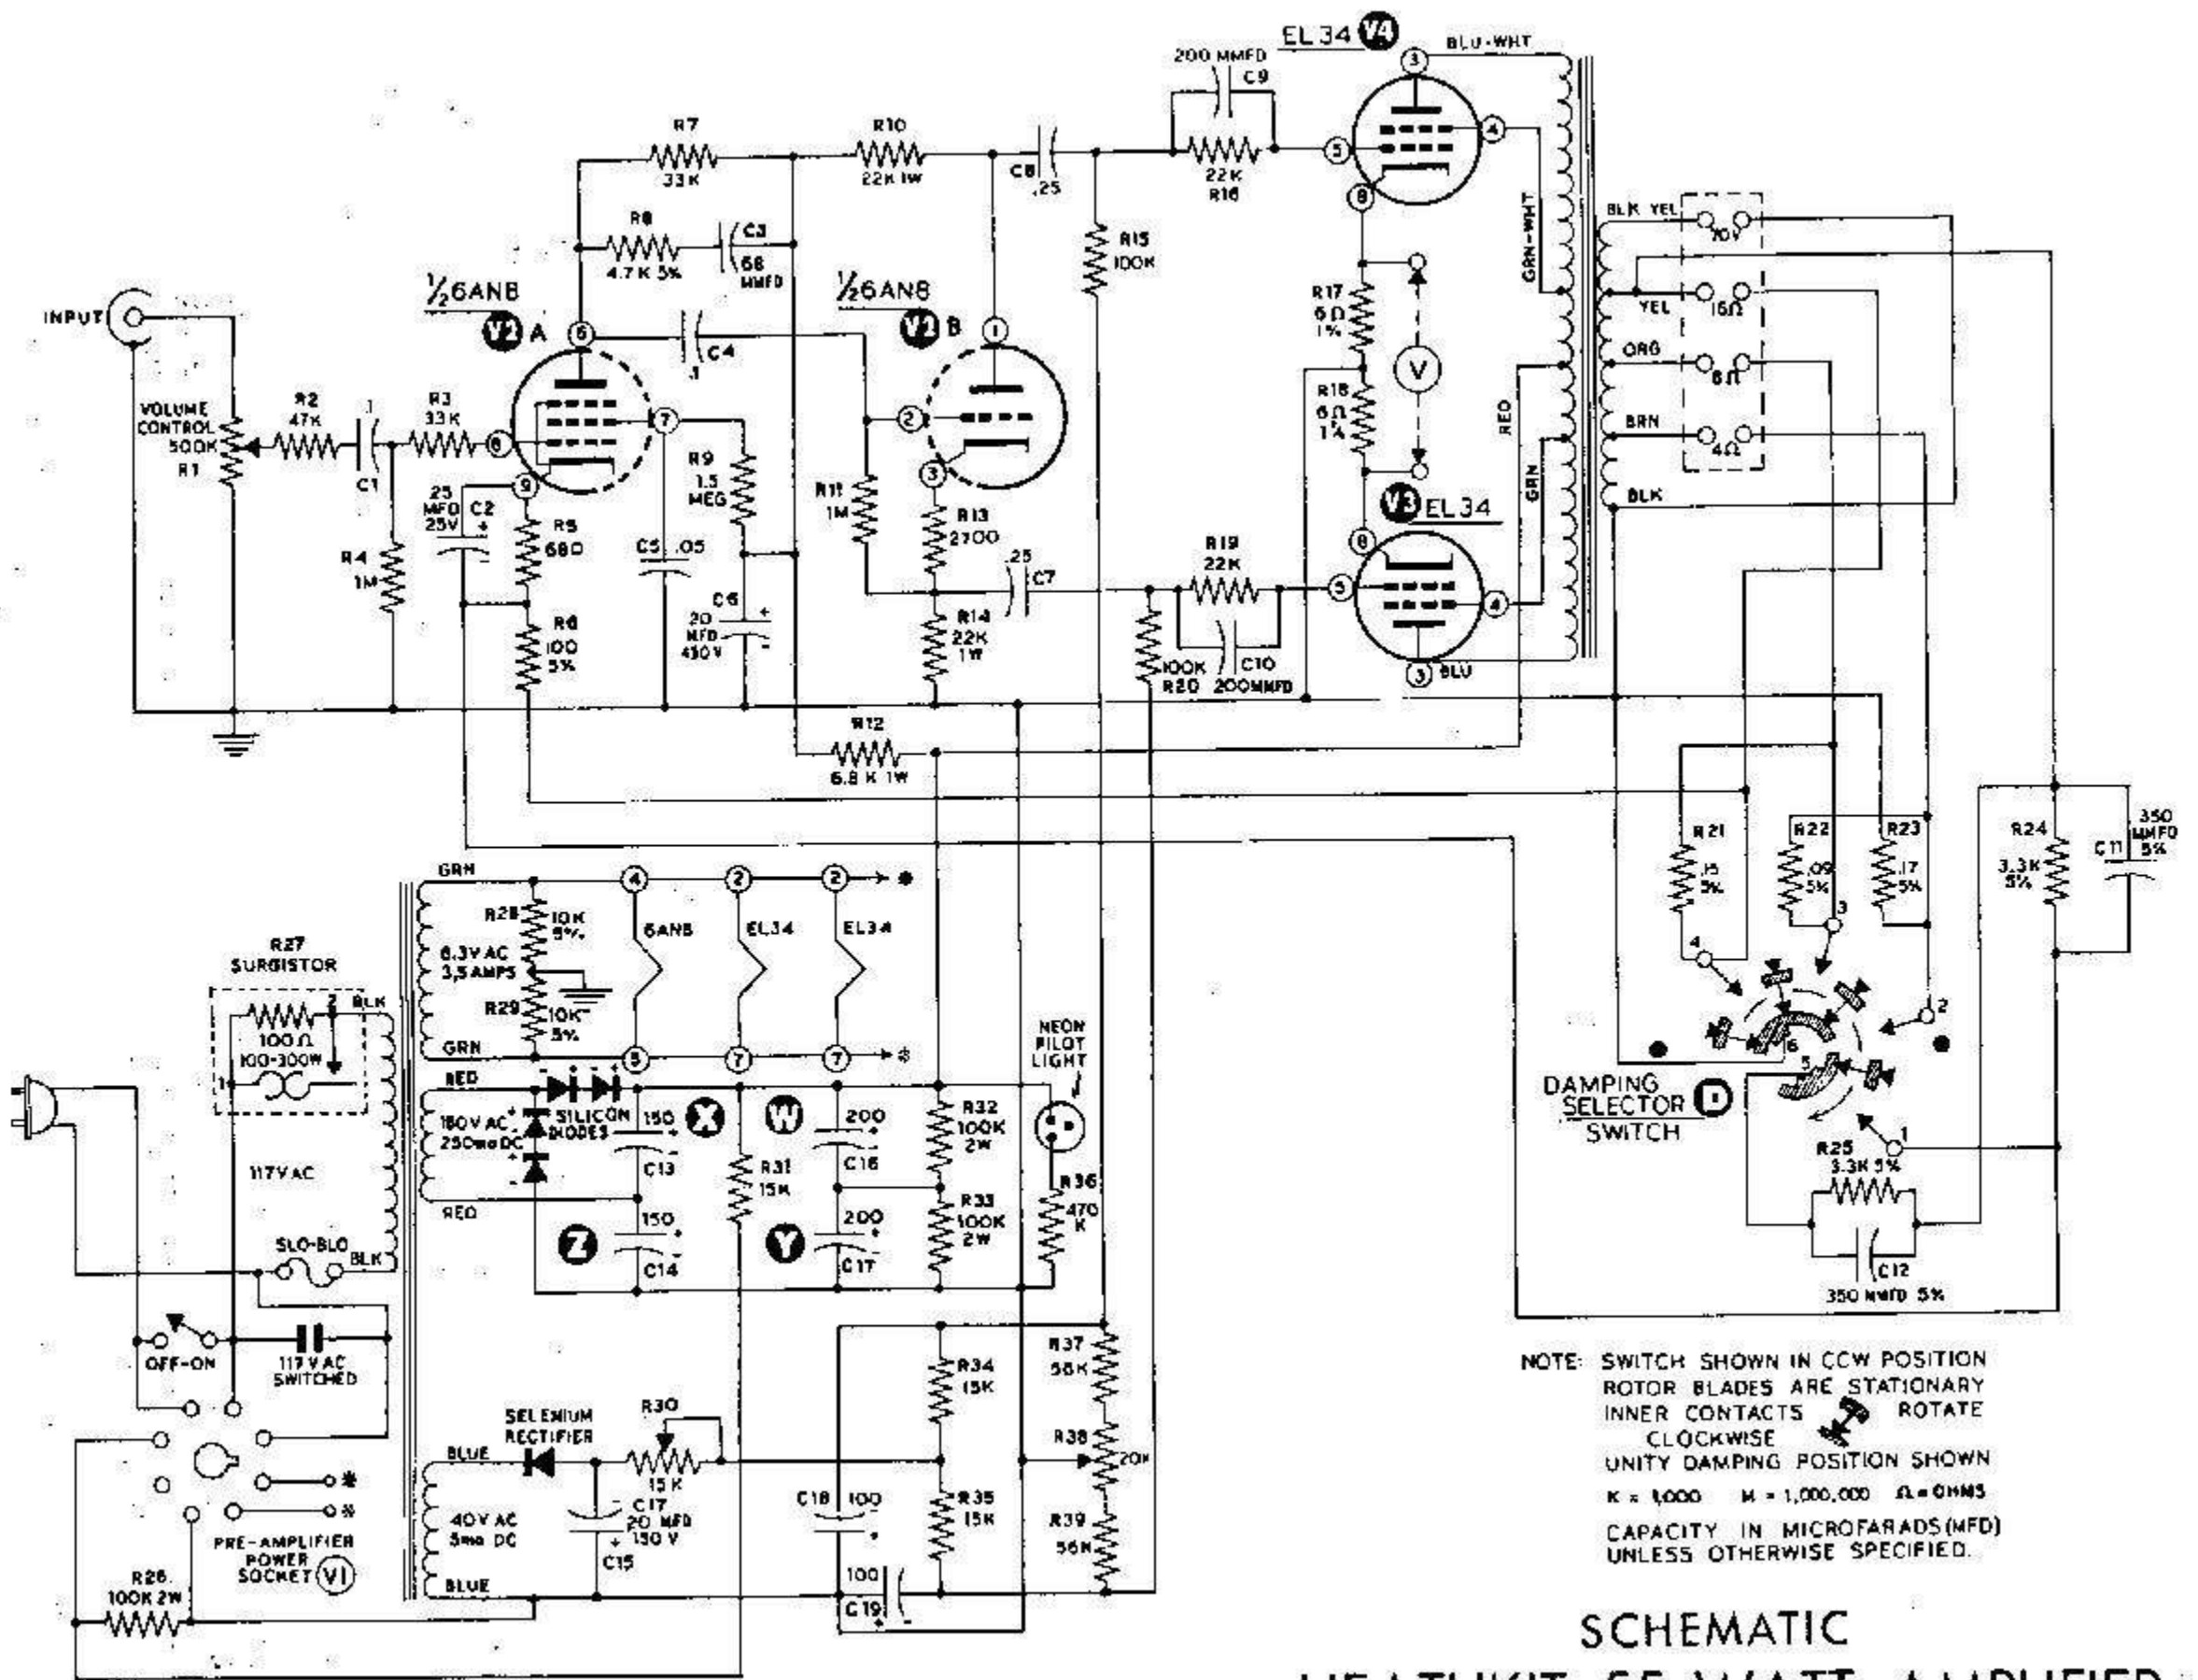 EL 34 V4
BLU-WHT
200 MMFD
C9
R7
33K
R10
22K 1W
C8
.25
22K
R16
R8
4.7K 5%
C3
68
MMFD
R15
100K
GRN-WHT
BLK YEL
70V
INPUT
1/2 6AN8
V2 A
C4
.1
1/2 6AN8
V2 B
R17
6Ω
1%
V
YEL
16Ω
ORG
8Ω
VOLUME
CONTROL
500K
R1
R2
47K
.1
C1
R3
33K
R18
6Ω
1%
RED
BRN
4Ω
R9
1.5
MEG
R11
1M
V3 EL34
GRN
BLK
25
MFD
25V
C2
R5
680
R13
2700
R4
1M
C5 .05
R6
100
5%
C6
20
MFD
450V
.25
C7
R14
22K
1W
R19
22K
100K
R20
C10
200MMFD
BLU
R12
6.8 K 1W
R21
.15
5%
R22
.09
5%
R23
.17
5%
R24
3.3K
5%
350
MMFD
5%
C11
GRN
R28
10K
5%
6.3V AC
3.5 AMPS
R29
10K
5%
GRN
6AN8
EL34
EL34
R27
SURGISTOR
BLK
100Ω
100-300W
NEON
PILOT
LIGHT
DAMPING
SELECTOR D
SWITCH
RED
160V AC
250ma DC
SILICON
DIODES
150
X
C13
W
200
C16
R32
100K
2W
R25
3.3K 5%
C12
350 MMFD 5%
117V AC
RED
R31
15K
R33
100K
2W
R36
470
K
Z
150
C14
Y
200
C17
SLO-BLO
BLK
OFF-ON
117 V AC
SWITCHED
R34
15K
R37
56K
SELENIUM
RECTIFIER
R30
15 K
BLUE
R38
20K
C17
20 MFD
150 V
C15
40V AC
5ma DC
C18 100
R35
15K
R39
56K
PRE-AMPLIFIER
POWER
SOCKET V1
BLUE
100
C19
R26
100K 2W
NOTE: SWITCH SHOWN IN CCW POSITION
ROTOR BLADES ARE STATIONARY
INNER CONTACTS ROTATE
CLOCKWISE
UNITY DAMPING POSITION SHOWN
K = 1,000 M = 1,000,000 Ω = OHMS
CAPACITY IN MICROFARADS (MFD)
UNLESS OTHERWISE SPECIFIED.
SCHEMATIC
HEATHKIT 55 WATT AMPLIFIER